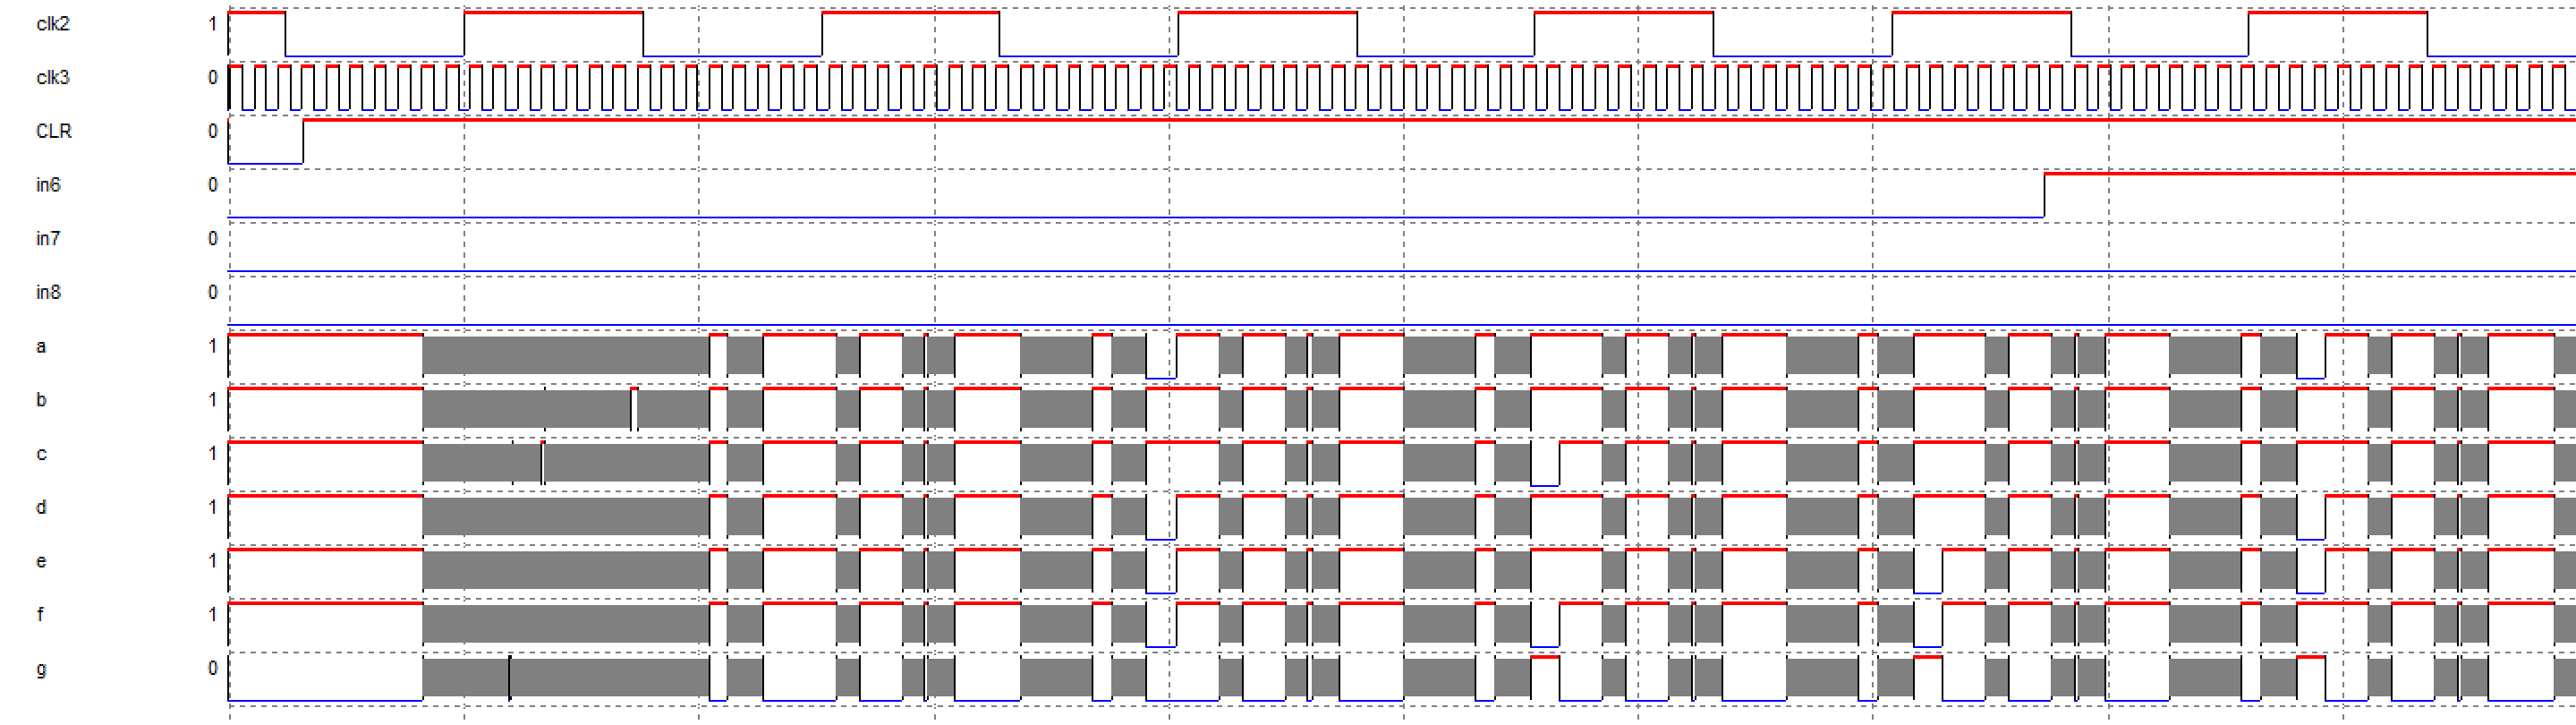 clk2 1
clk3 0
CLR 0
in6 0
in7 0
in8 0
a 1
b 1
c 1
d 1
e 1
f 1
g 0